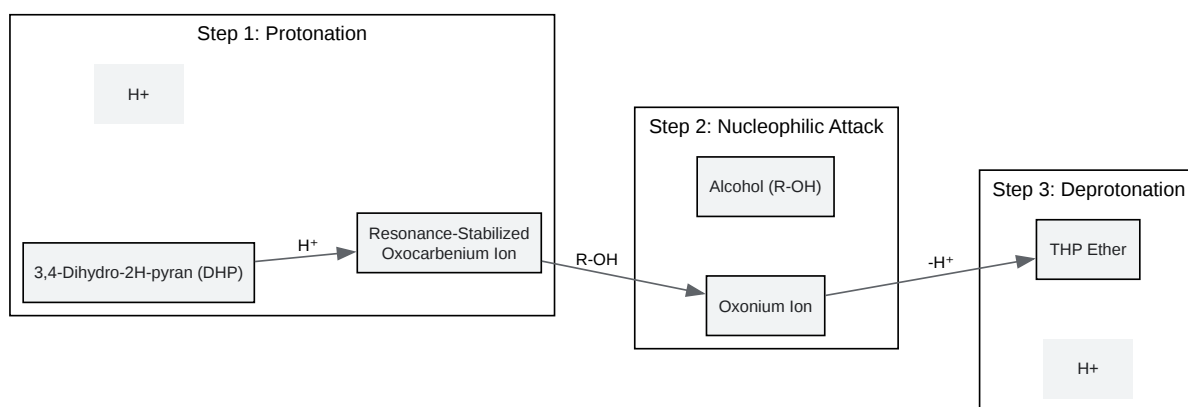 Step 1: Protonation
H+
3,4-Dihydro-2H-pyran (DHP)
H⁺
Resonance-Stabilized
Oxocarbenium Ion
R-OH
Step 2: Nucleophilic Attack
Alcohol (R-OH)
Oxonium Ion
-H⁺
Step 3: Deprotonation
THP Ether
H+